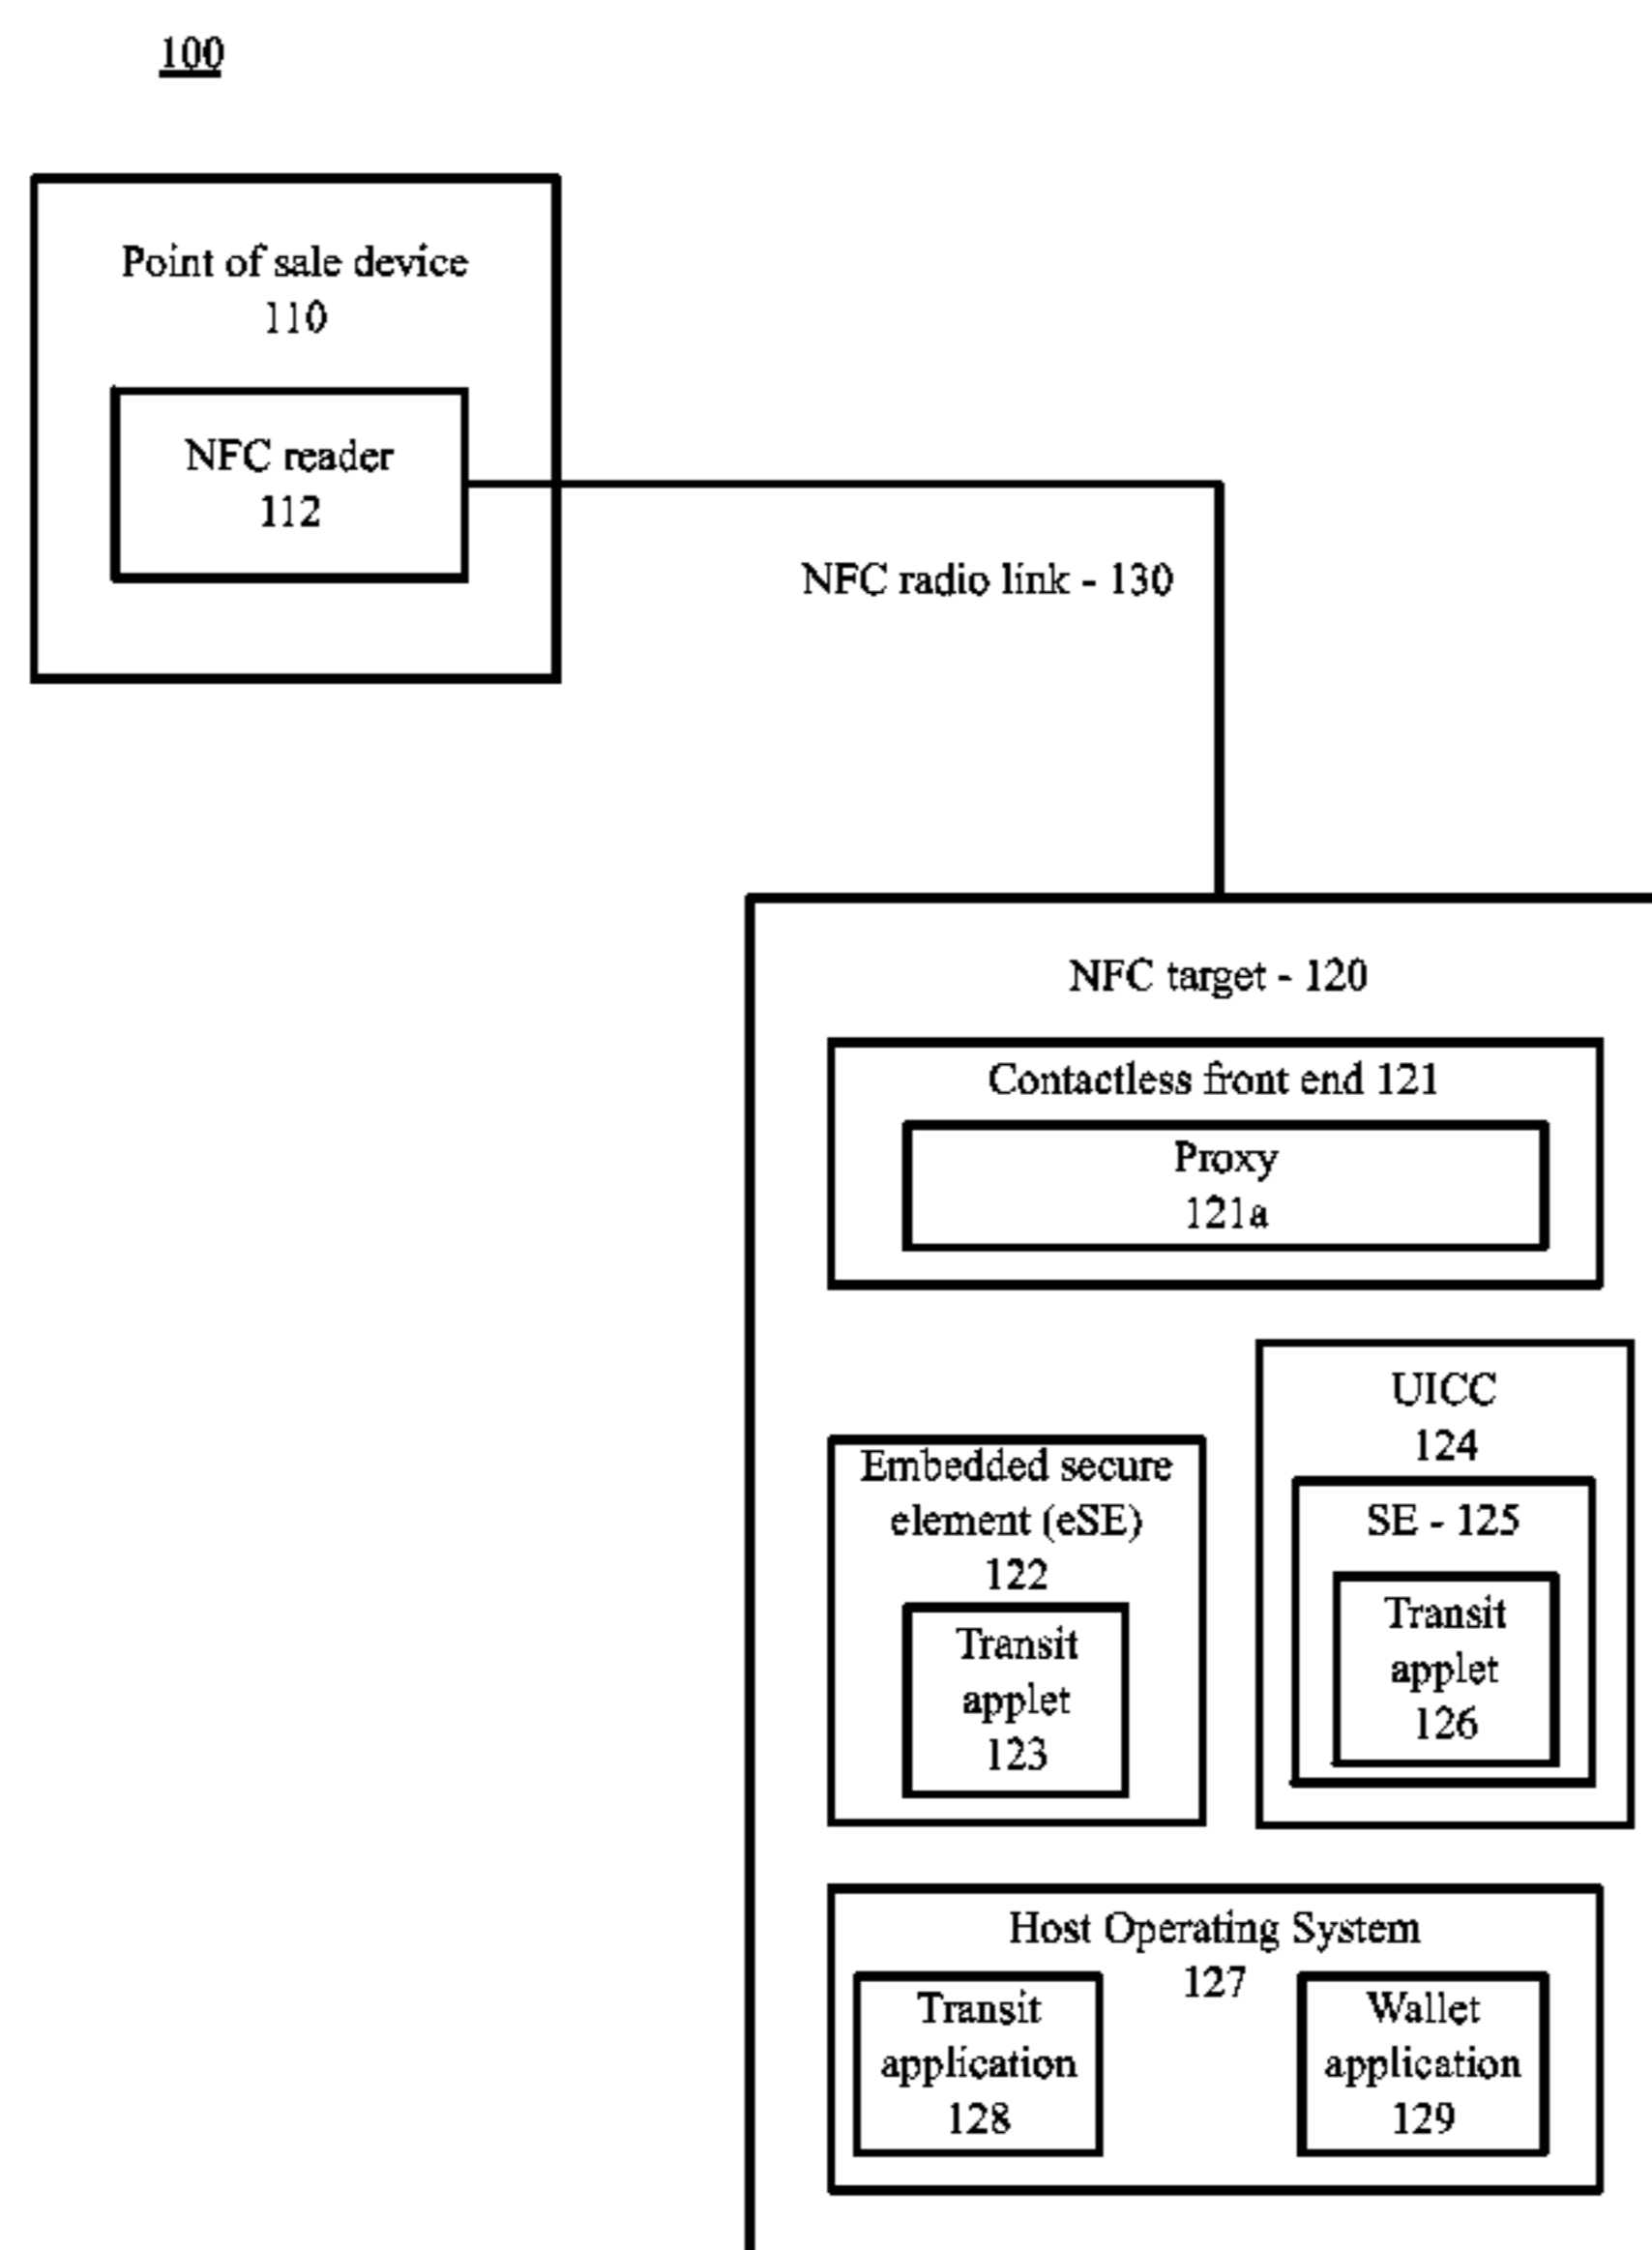 100
Point of sale device
110
NFC reader
112
NFC radio link - 130
NFC target - 120
Contactless front end 121
Proxy
121a
Embedded secure
element (eSE)
122
Transit
applet
123
UICC
124
SE - 125
Transit
applet
126
Host Operating System
127
Transit
application
128
Wallet
application
129